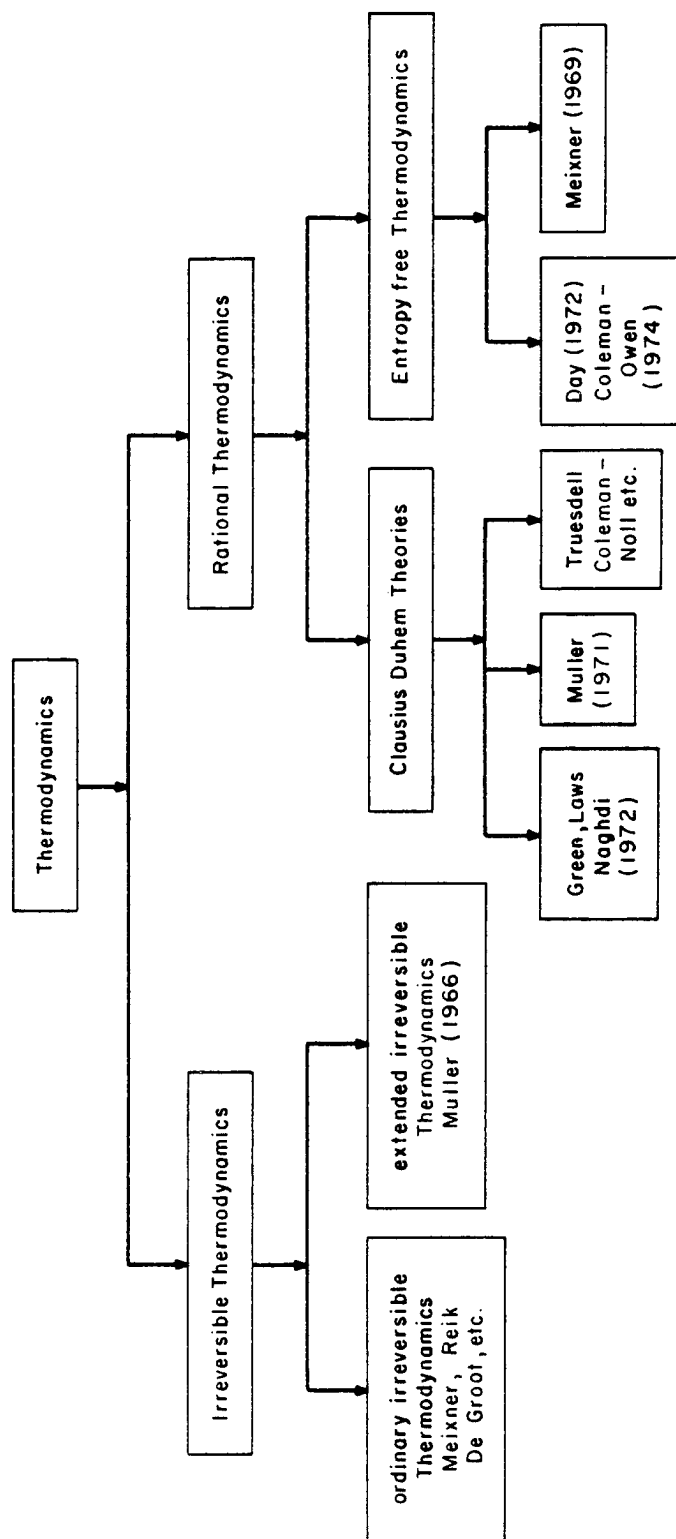 Thermodynamics
Irreversible Thermodynamics
Rational Thermodynamics
ordinary irreversible
Thermodynamics
Meixner, Reik
De Groot, etc.
extended irreversible
Thermodynamics
Muller (1966)
Clausius Duhem Theories
Entropy free Thermodynamics
Green, Laws
Naghdi
(1972)
Muller
(1971)
Truesdell
Coleman-
Noll etc.
Day (1972)
Coleman-
Owen
(1974)
Meixner (1969)